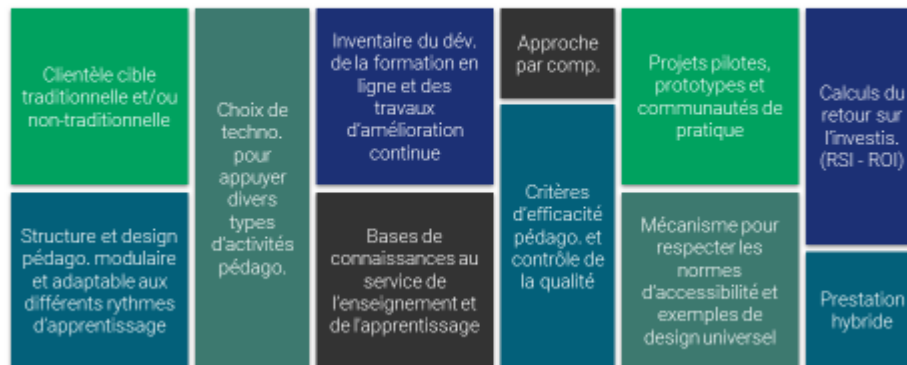 Clientèle cible
traditionnelle et/ou
non-traditionnelle
Structure et design
pédago. modulaire
et adaptable aux
différents rythmes
d'apprentissage
Choix de
techno.
pour
appuyer
divers
types
d'activités
pédago.
Inventaire du dév.
de la formation en
ligne et des
travaux
d'amélioration
continue
Bases de
connaissances au
service de
l'enseignement et
de l'apprentissage
Approche
par comp.
Critères
d'efficacité
pédago. et
contrôle de
la qualité
Projets pilotes,
prototypes et
communautés de
pratique
Mécanisme pour
respecter les
normes
d'accessibilité et
exemples de
design universel
Calculs du
retour sur
l'investis.
(RSI - ROI)
Prestation
hybride